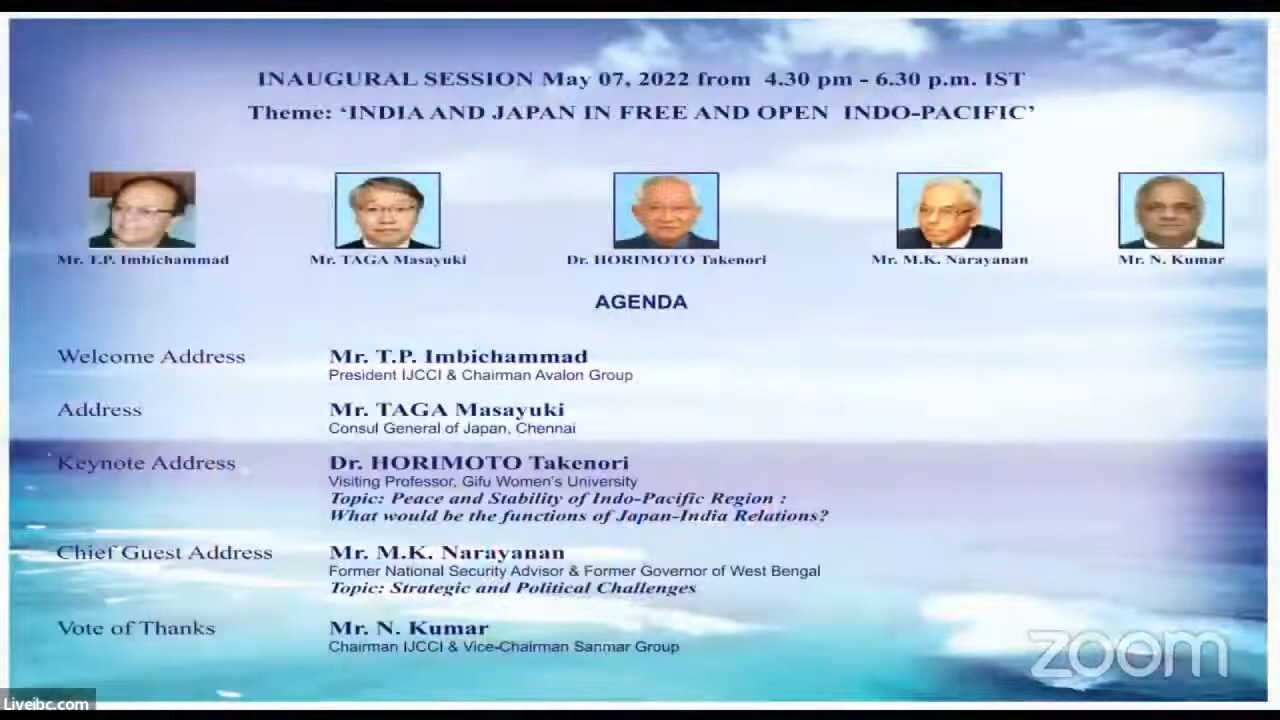 INAUGURAL SESSION May 07, 2022 from 4.30 pm - 6.30 p.m. IST
Theme: ‘INDIA AND JAPAN IN FREE AND OPEN INDO-PACIFIC’
Mr. T.P. Imbichammad
Mr. TAGA Masayuki
Dr. HORIMOTO Takenori
Mr. M.K. Narayanan
Mr. N. Kumar
AGENDA
Welcome Address
Mr. T.P. Imbichammad
President IJCCI & Chairman Avalon Group
Address
Mr. TAGA Masayuki
Consul General of Japan, Chennai
Keynote Address
Dr. HORIMOTO Takenori
Visiting Professor, Gifu Women’s University
Topic: Peace and Stability of Indo-Pacific Region :
What would be the functions of Japan-India Relations?
Chief Guest Address
Mr. M.K. Narayanan
Former National Security Advisor & Former Governor of West Bengal
Topic: Strategic and Political Challenges
Vote of Thanks
Mr. N. Kumar
Chairman IJCCI & Vice-Chairman Sanmar Group
zoom
Liveibc.com